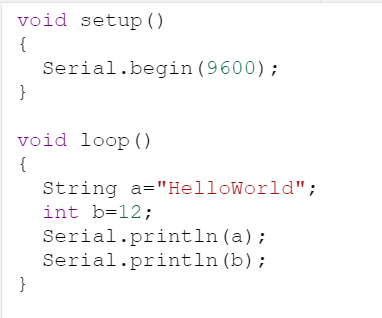 void setup()
{
  Serial.begin(9600);
}

void loop()
{
  String a="HelloWorld";
  int b=12;
  Serial.println(a);
  Serial.println(b);
}